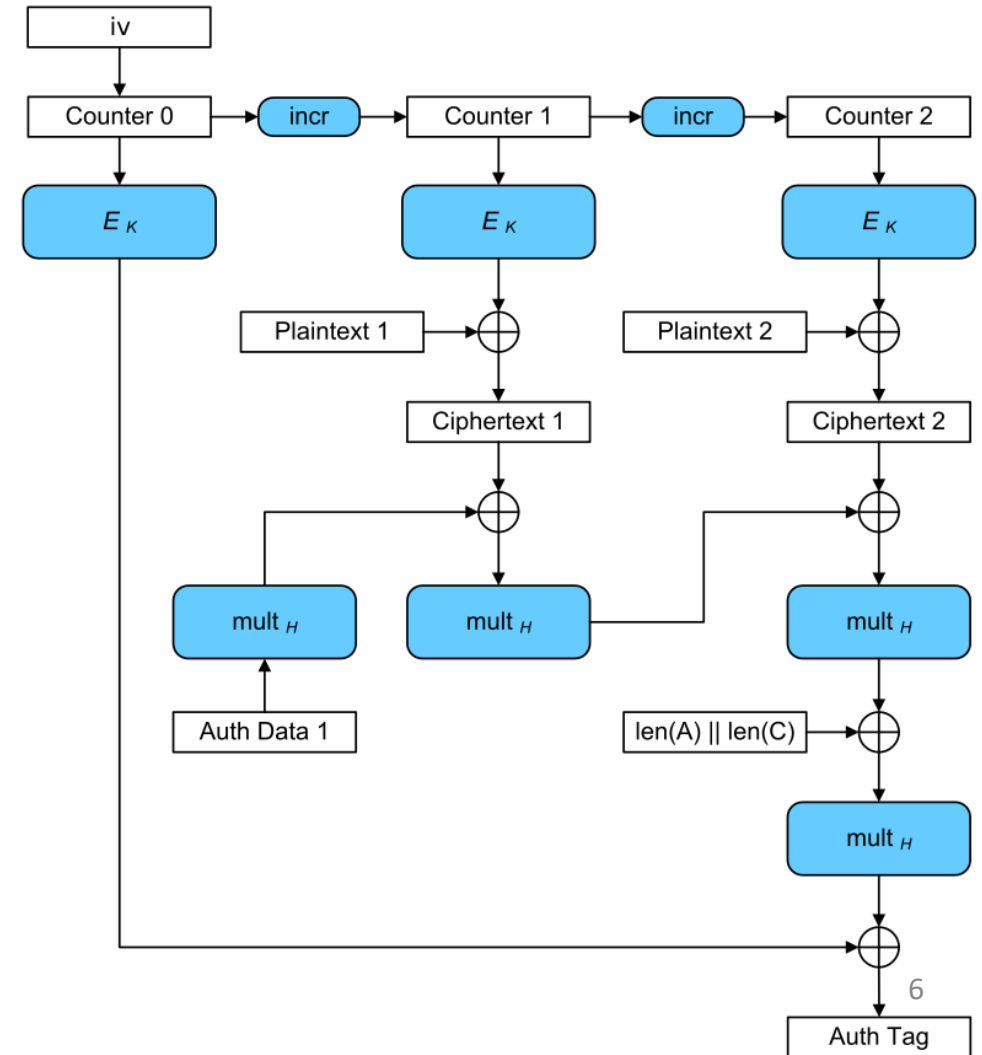 iv
Counter 0
incr
Counter 1
incr
Counter 2
E K
E K
E K
Plaintext 1
Plaintext 2
Ciphertext 1
Ciphertext 2
mult H
mult H
mult H
Auth Data 1
len(A) || len(C)
mult H
6
Auth Tag